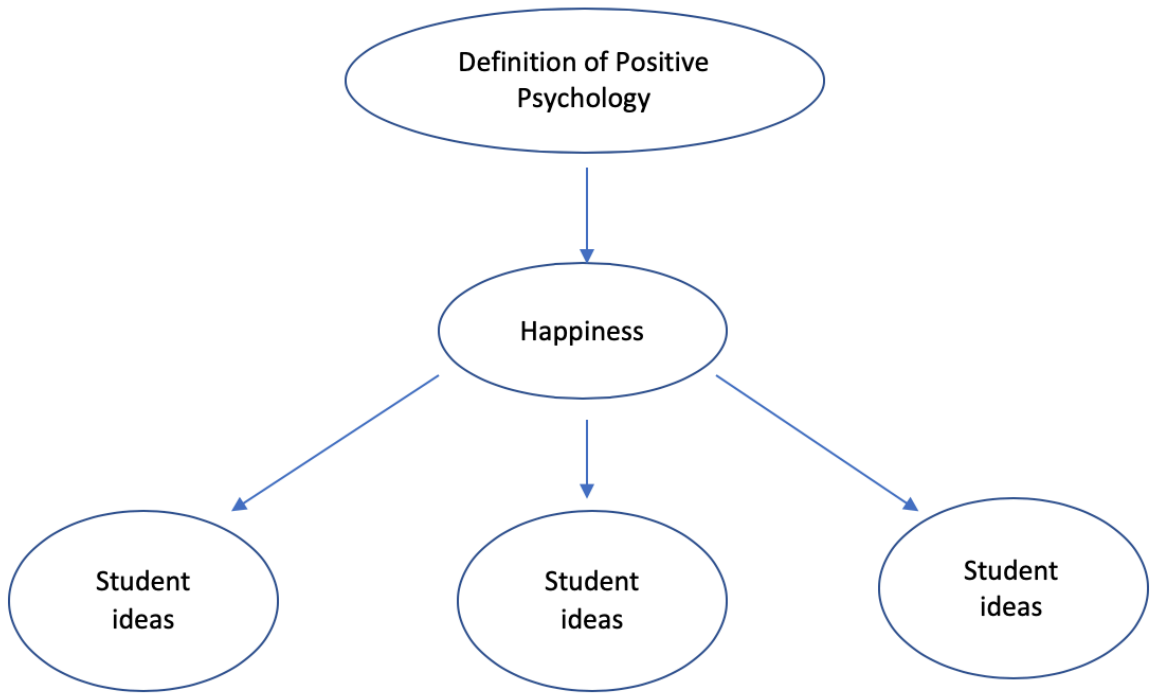 Definition of Positive
Psychology
Happiness
Student
ideas
Student
ideas
Student
ideas